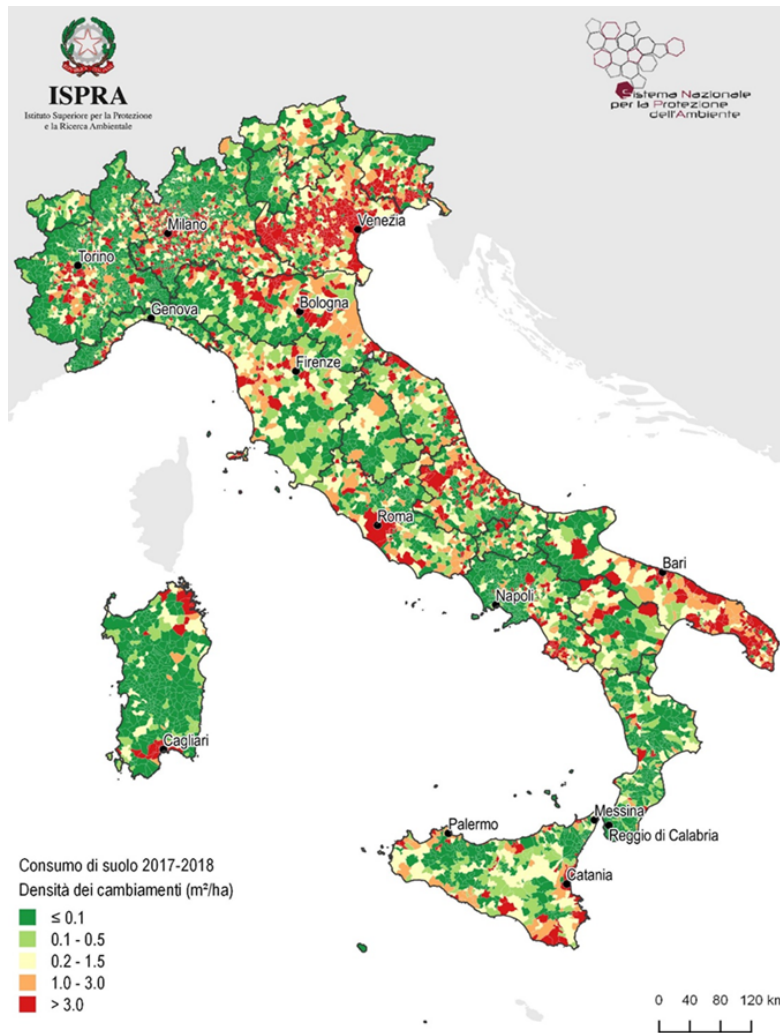 ISPRA
Istituto Superiore per la Protezione
e la Ricerca Ambientale
Sistema Nazionale
per la Protezione
dell'Ambiente
Milano
Venezia
Torino
Genova
Bologna
Firenze
Roma
Bari
Napoli
Cagliari
Messina
Palermo
Reggio di Calabria
Catania
Consumo di suolo 2017-2018
Densità dei cambiamenti (m²/ha)
≤ 0.1
0.1 - 0.5
0.2 - 1.5
1.0 - 3.0
> 3.0
0 40 80 120 km